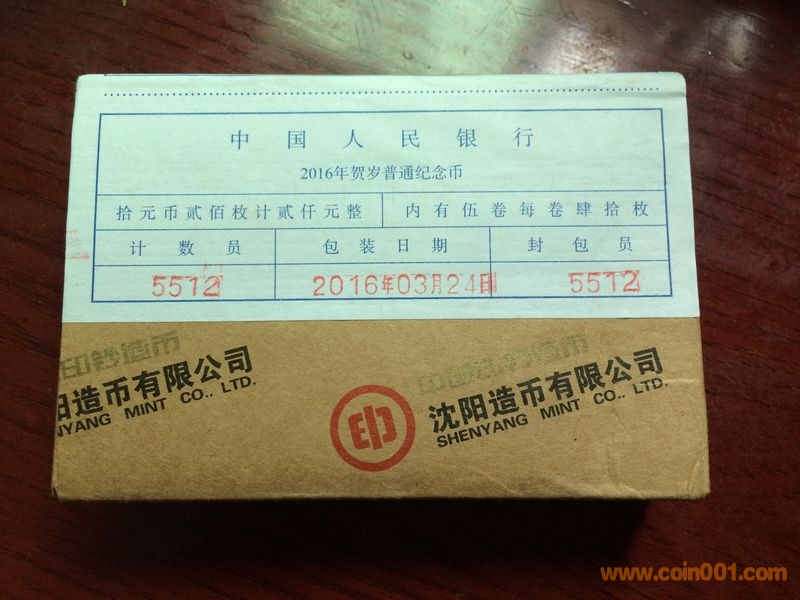 中国人民银行
2016年贺岁普通纪念币
拾元币贰佰枚计贰仟元整 内有伍卷每卷肆拾枚
计数员 包装日期 封包员
5512 2016年03月24日 5512
印钞造币
阳造币有限公司
NYANG MINT CO., LTD.
印
沈阳造币有限公司
SHENYANG MINT CO., LTD.
www.coin001.com